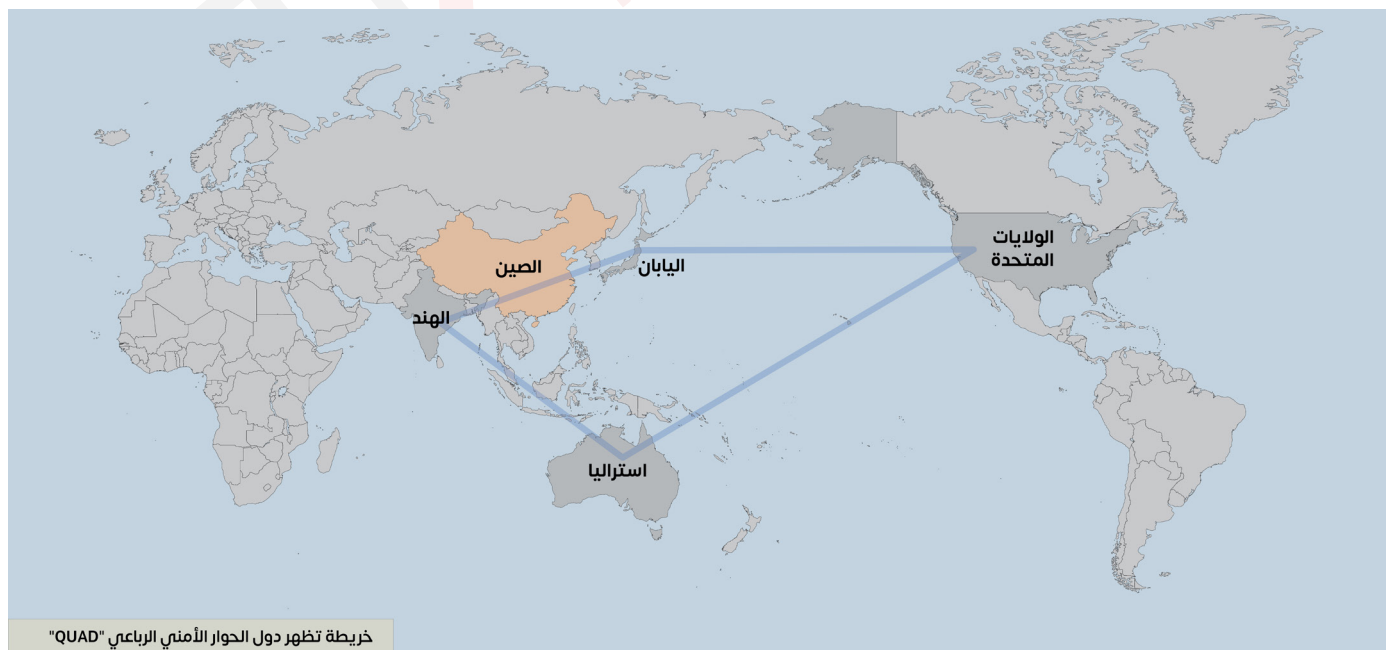 الولايات
المتحدة
اليابان
الصين
الهند
استراليا
خريطة تظهر دول الحوار الأمني الرباعي "QUAD"